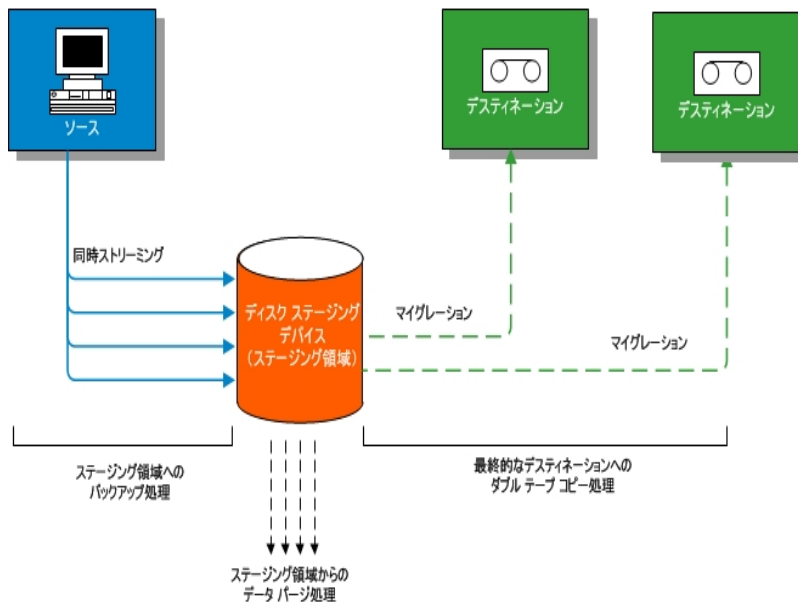 ソース
デスティネーション
デスティネーション
同時ストリーミング
ディスク ステージング
デバイス
(ステージング領域)
マイグレーション
マイグレーション
ステージング領域への
バックアップ処理
最終的なデスティネーションへの
ダブル テープ コピー処理
ステージング領域からの
データ パージ処理